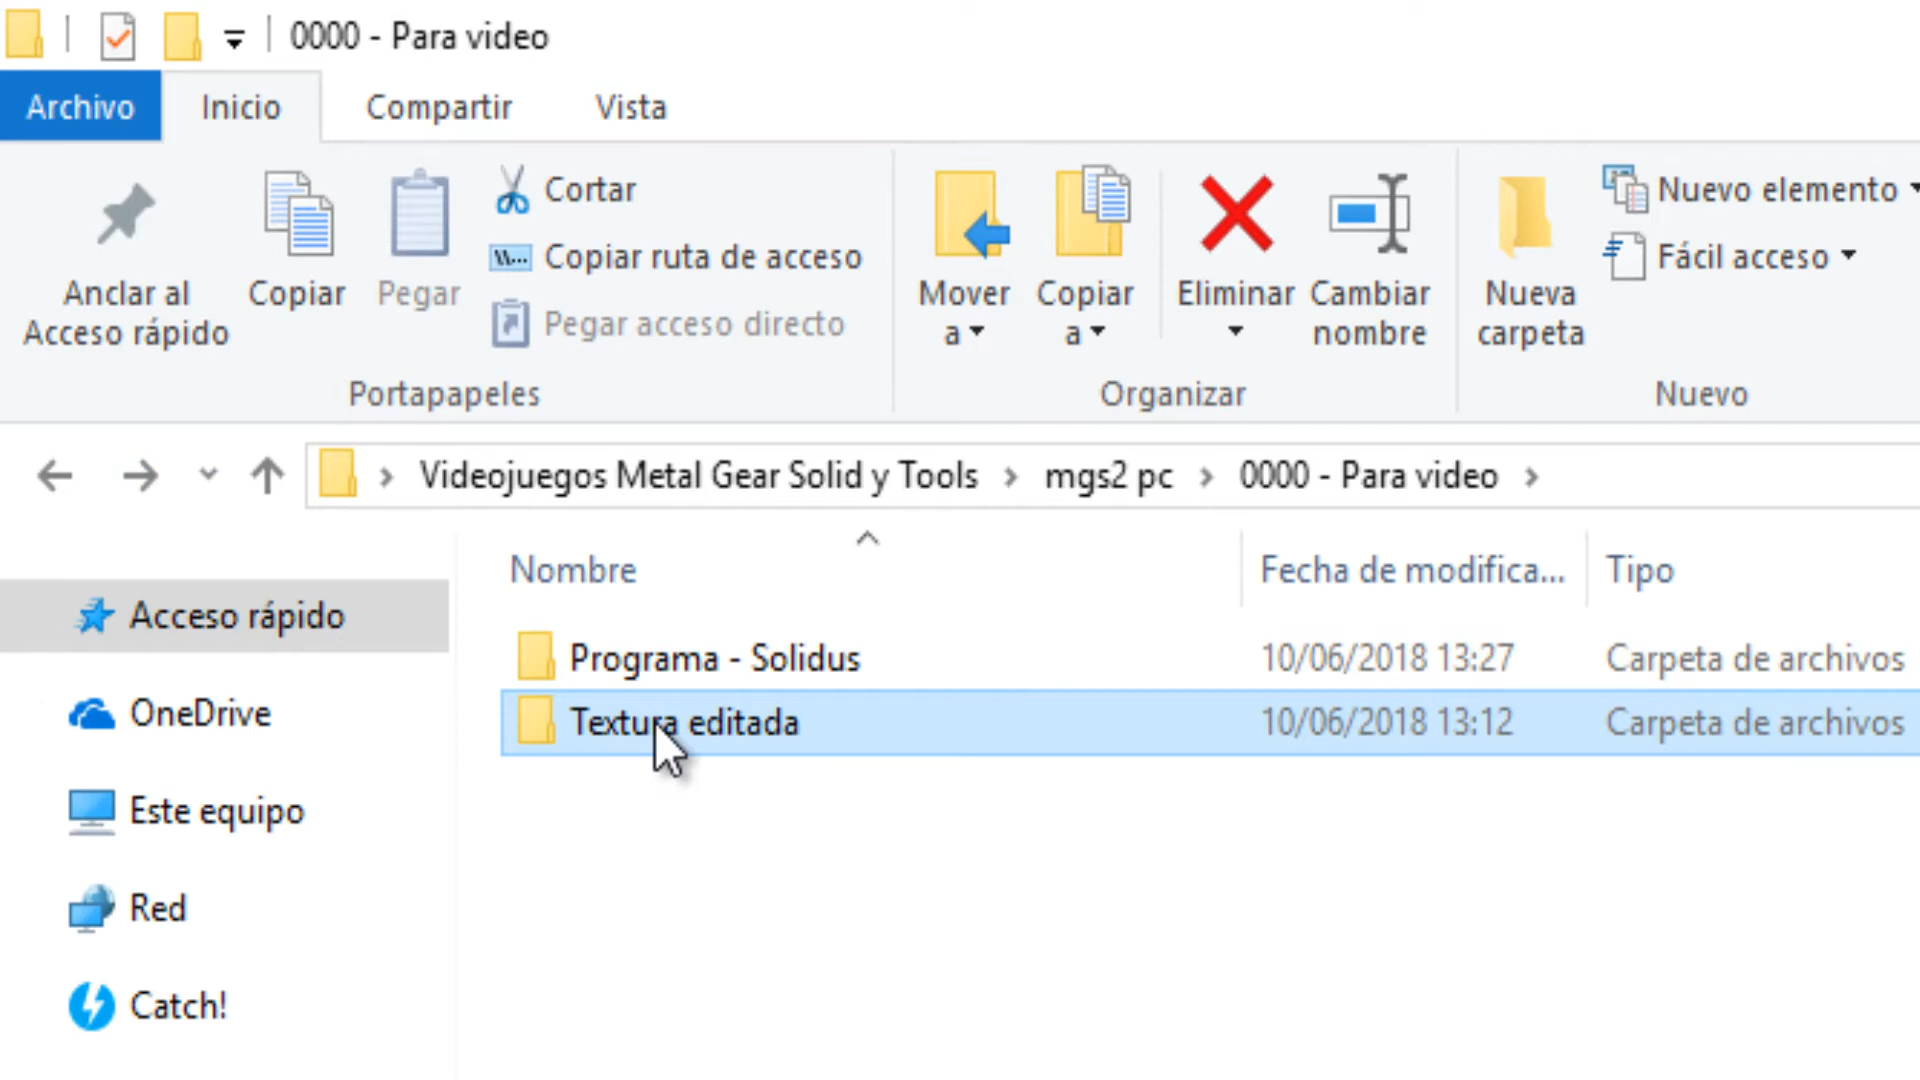 0000 - Para video
Archivo Inicio Compartir Vista
Anclar al
Acceso rápido
Copiar
Pegar
Cortar
Copiar ruta de acceso
Pegar acceso directo
Portapapeles
Mover
a
Copiar
a
Eliminar
Cambiar
nombre
Organizar
Nueva
carpeta
Nuevo elemento
Fácil acceso
Nuevo
Videojuegos Metal Gear Solid y Tools > mgs2 pc > 0000 - Para video >
Nombre Fecha de modifica... Tipo
Programa - Solidus 10/06/2018 13:27 Carpeta de archivos
Textura editada 10/06/2018 13:12 Carpeta de archivos
Acceso rápido
OneDrive
Este equipo
Red
Catch!